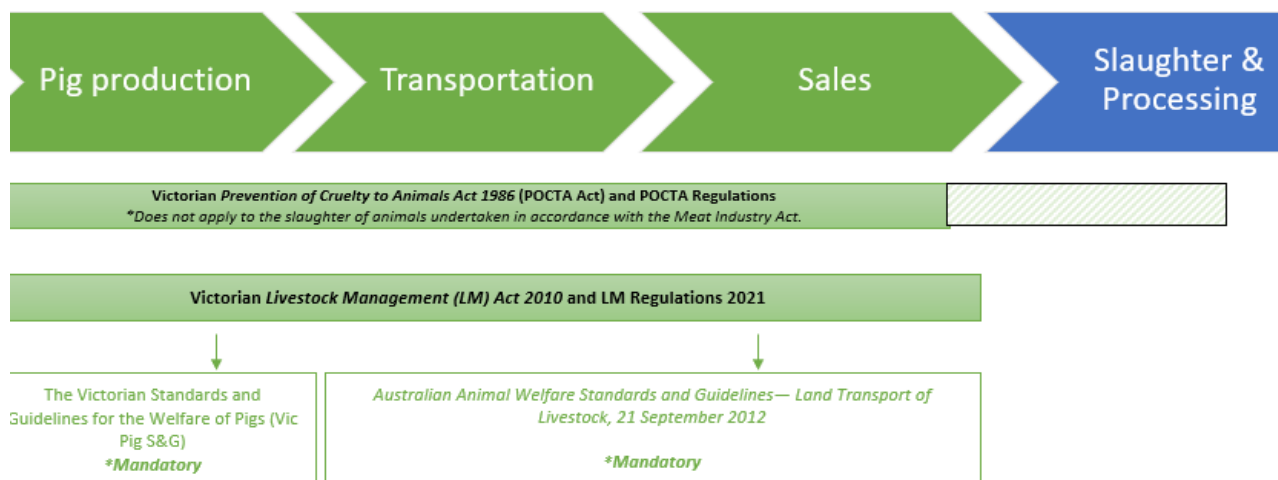 Pig production
Transportation
Sales
Slaughter &
Processing
Victorian Prevention of Cruelty to Animals Act 1986 (POCTA Act) and POCTA Regulations
*Does not apply to the slaughter of animals undertaken in accordance with the Meat Industry Act.
Victorian Livestock Management (LM) Act 2010 and LM Regulations 2021
The Victorian Standards and
Guidelines for the Welfare of Pigs (Vic
Pig S&G)
*Mandatory
Australian Animal Welfare Standards and Guidelines— Land Transport of
Livestock, 21 September 2012
*Mandatory